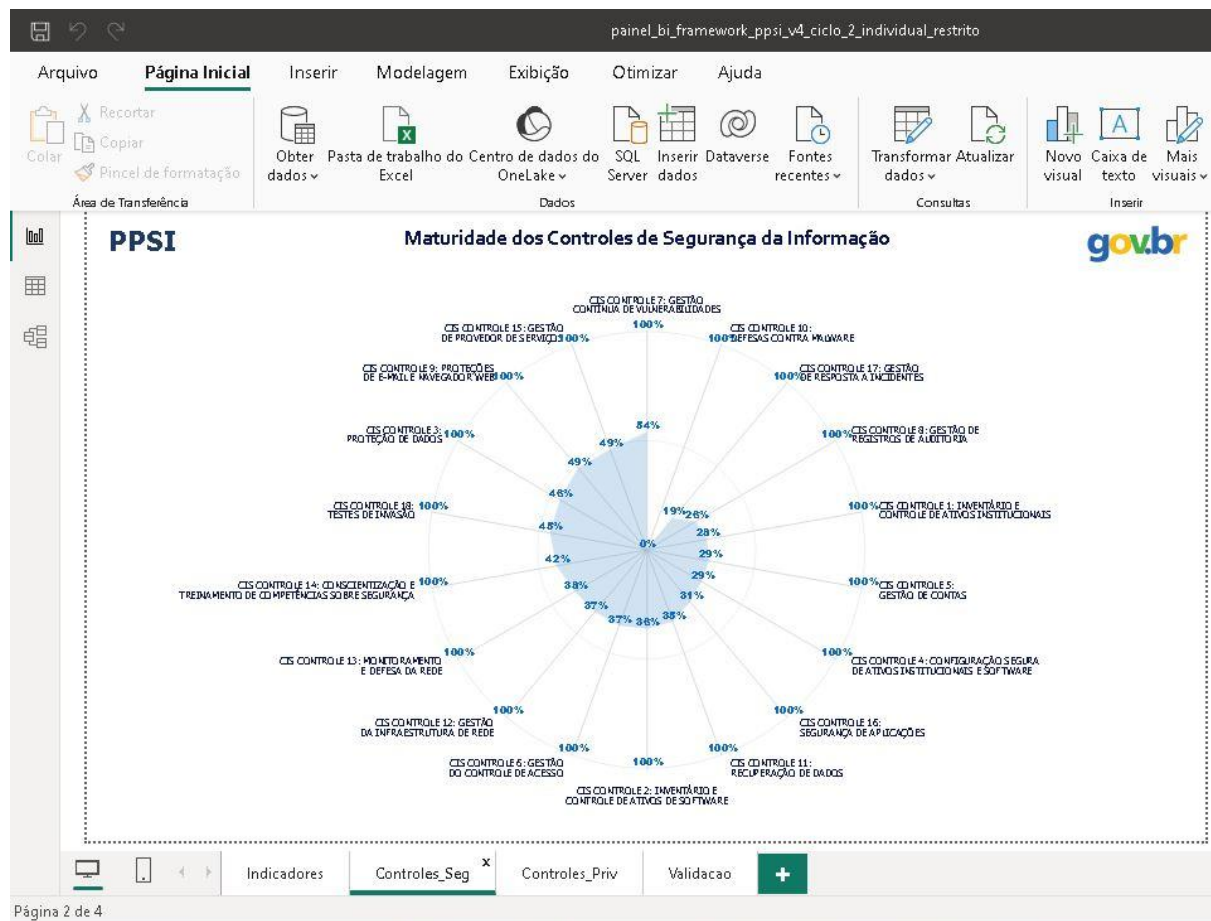 painel_bi_framework_ppsi_v4_ciclo_2_individual_restrito
Arquivo Página Inicial Inserir Modelagem Exibição Otimizar Ajuda
Colar
Recortar
Copiar
Pincel de formatação
Área de Transferência
Obter
dados
Pasta de trabalho do
Excel
Centro de dados do
OneLake
SQL
Server
Inserir
dados
Dataverse
Fontes
recentes
Dados
Transformar
dados
Atualizar
Consultas
Novo
visual
Caixa de
texto
Mais
visuais
Inserir
PPSI
Maturidade dos Controles de Segurança da Informação
gov.br
CIS CONTROLE 7: GESTÃO
CONTÍNUA DE VULNERABILIDADES
100%
54%
CIS CONTROLE 10:
DEFESAS CONTRA MALWARE
100%
0%
CIS CONTROLE 17: GESTÃO
DE RESPOSTA A INCIDENTES
100%
19%
CIS CONTROLE 8: GESTÃO DE
REGISTROS DE AUDITORIA
100%
26%
CIS CONTROLE 1: INVENTÁRIO E
CONTROLE DE ATIVOS INSTITUCIONAIS
100%
28%
CIS CONTROLE 5:
GESTÃO DE CONTAS
100%
29%
CIS CONTROLE 4: CONFIGURAÇÃO SEGURA
DE ATIVOS INSTITUCIONAIS E SOFTWARE
100%
29%
CIS CONTROLE 16:
SEGURANÇA DE APLICAÇÕES
100%
31%
CIS CONTROLE 11:
RECUPERAÇÃO DE DADOS
100%
35%
CIS CONTROLE 2: INVENTÁRIO E
CONTROLE DE ATIVOS DE SOFTWARE
100%
36%
CIS CONTROLE 6: GESTÃO
DO CONTROLE DE ACESSO
100%
37%
CIS CONTROLE 12: GESTÃO
DA INFRAESTRUTURA DE REDE
100%
37%
CIS CONTROLE 13: MONITORAMENTO
E DEFESA DA REDE
100%
38%
CIS CONTROLE 14: CONSCIENTIZAÇÃO E
TREINAMENTO DE COMPETÊNCIAS SOBRE SEGURANÇA
100%
42%
CIS CONTROLE 18:
TESTES DE INVASÃO
100%
45%
CIS CONTROLE 3:
PROTEÇÃO DE DADOS
100%
46%
CIS CONTROLE 9: PROTEÇÕES
DE E-MAIL E NAVEGADOR WEB
100%
49%
CIS CONTROLE 15: GESTÃO
DE PROVEDOR DE SERVIÇOS
100%
49%
Indicadores Controles_Seg x Controles_Priv Validacao +
Página 2 de 4